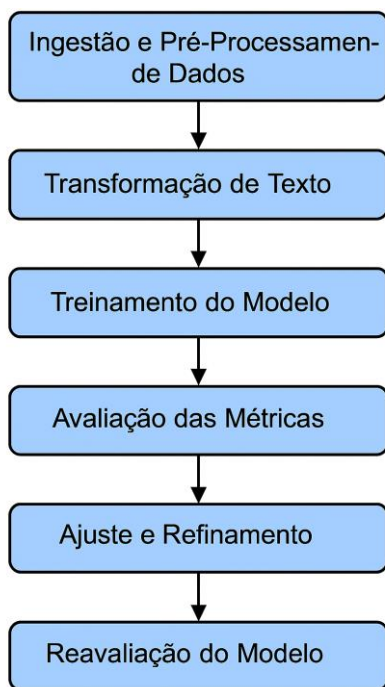 Ingestão e Pré-Processamen-
de Dados
Transformação de Texto
Treinamento do Modelo
Avaliação das Métricas
Ajuste e Refinamento
Reavaliação do Modelo